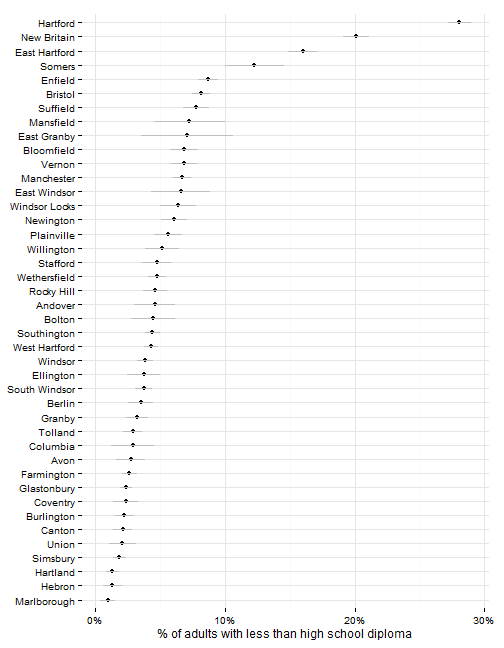 Hartford
New Britain
East Hartford
Somers
Enfield
Bristol
Suffield
Mansfield
East Granby
Bloomfield
Vernon
Manchester
East Windsor
Windsor Locks
Newington
Plainville
Willington
Stafford
Wethersfield
Rocky Hill
Andover
Bolton
Southington
West Hartford
Windsor
Ellington
South Windsor
Berlin
Granby
Tolland
Columbia
Avon
Farmington
Glastonbury
Coventry
Burlington
Canton
Union
Simsbury
Hartland
Hebron
Marlborough
0% 10% 20% 30%
% of adults with less than high school diploma